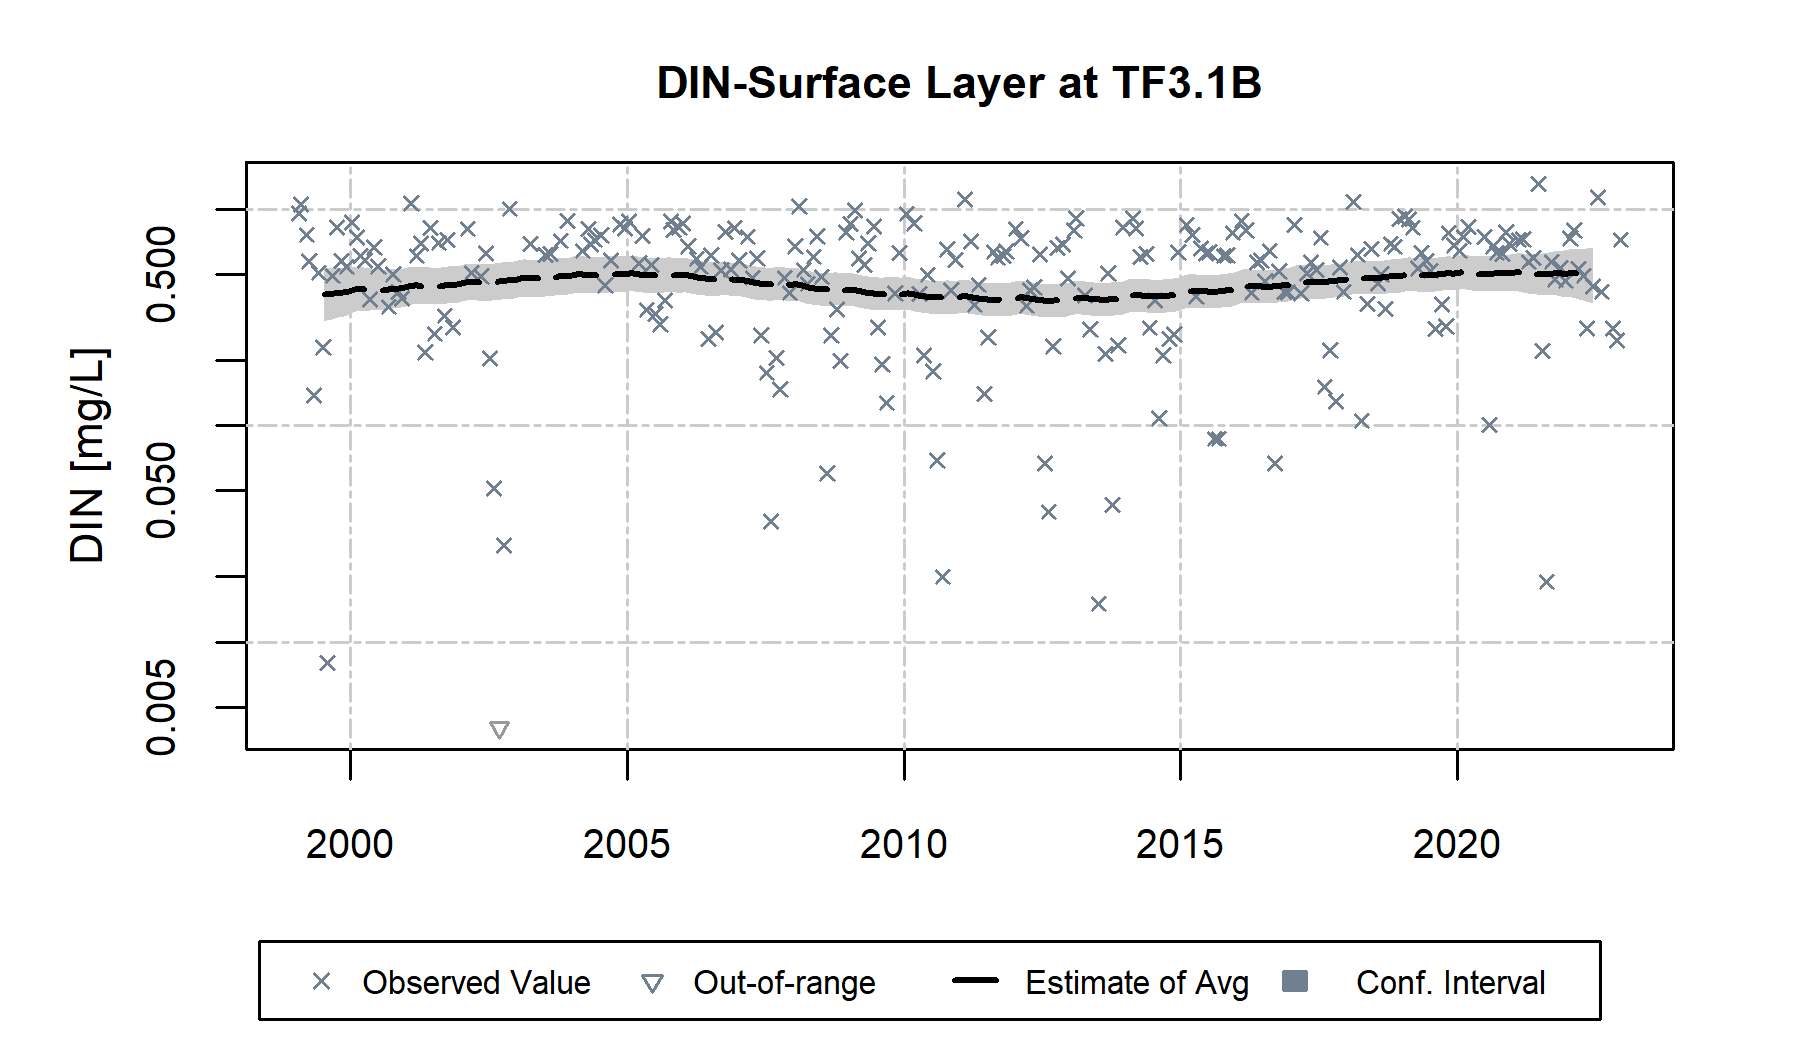 DIN-Surface Layer at TF3.1B
DIN [mg/L]
0.500
0.050
0.005
2000 2005 2010 2015 2020
Observed Value Out-of-range Estimate of Avg Conf. Interval